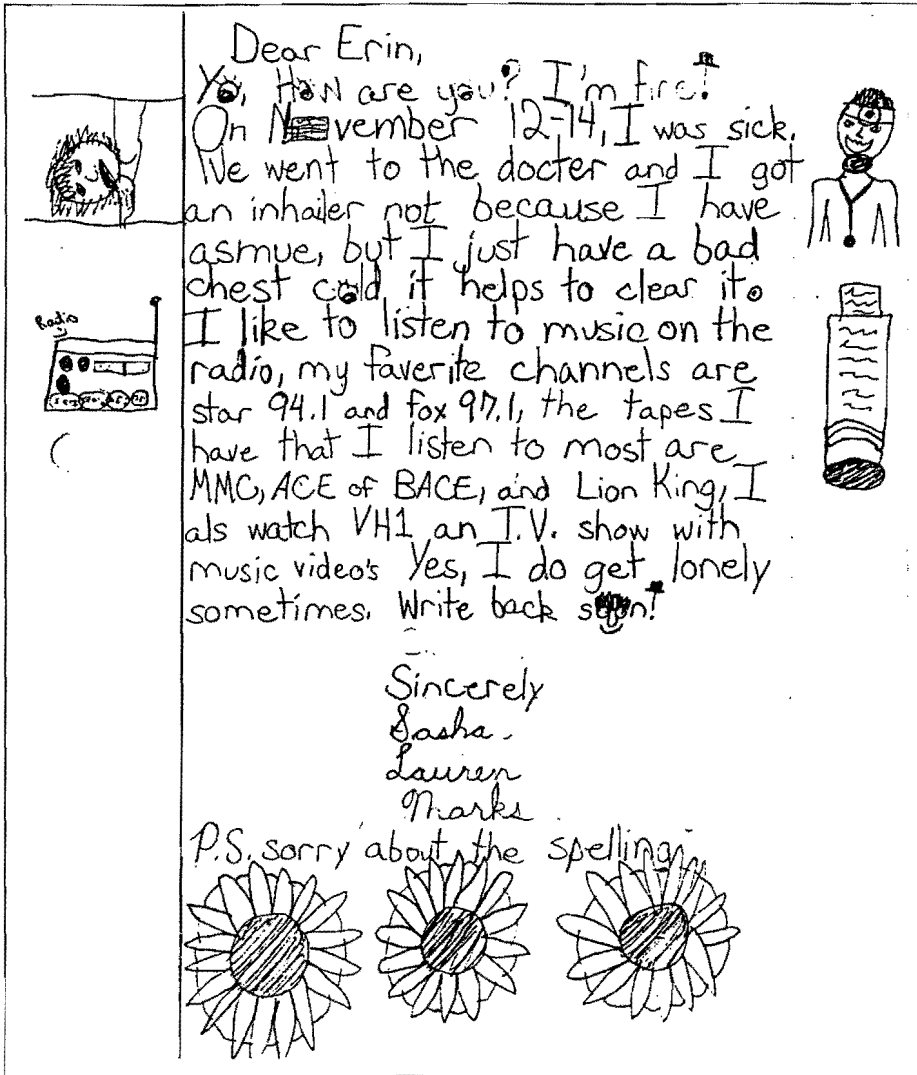 Dear Erin,
Yo, How are you? I'm fine!
On November 12-14, I was sick.
We went to the docter and I got
an inhailer not because I have
asmue, but I just have a bad
chest cold it helps to clear it.
Radio
I like to listen to music on the
radio, my faverite channels are
star 94.1 and fox 97.1, the tapes I
have that I listen to most are
MMC, ACE of BACE, and Lion King, I
als watch VH1 an T.V. show with
music video's Yes, I do get lonely
sometimes. Write back soon!
Sincerely
Sasha
Lauren
Marks
P.S. sorry about the spelling